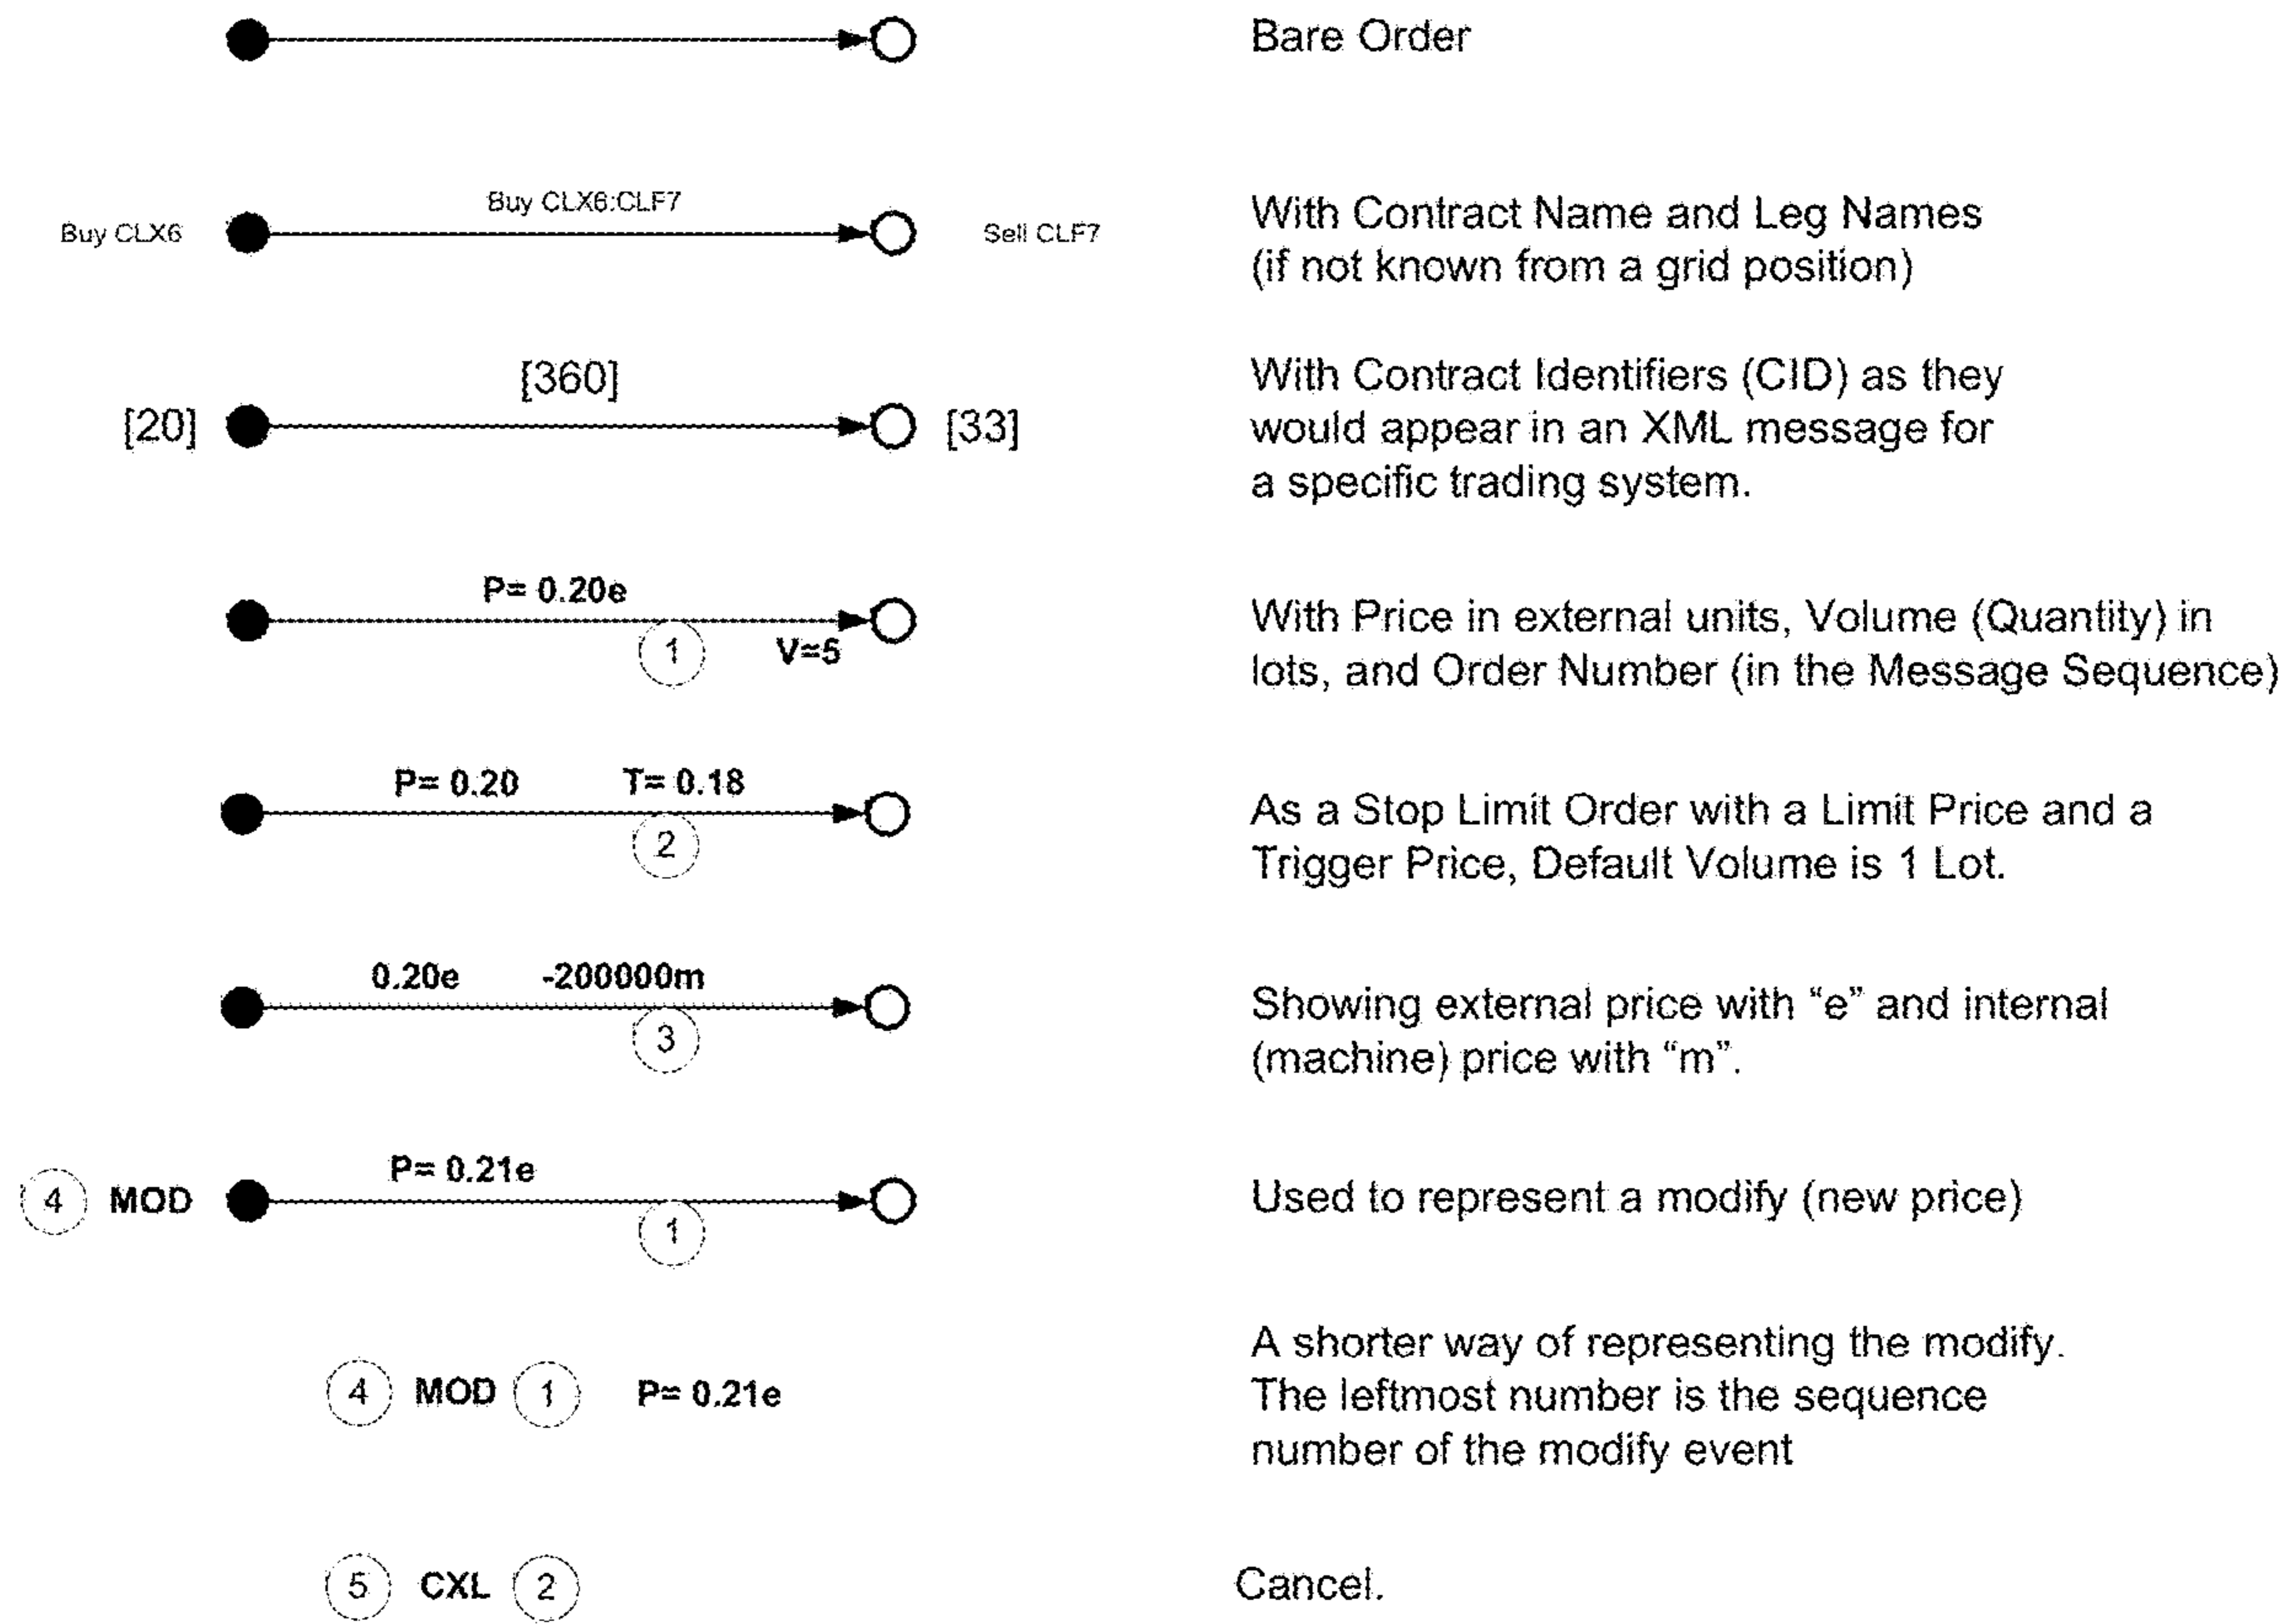 Bare Order
Buy CLX6
Buy CLX6:CLF7
Sell CLF7
With Contract Name and Leg Names
(if not known from a grid position)
[20]
[360]
[33]
With Contract Identifiers (CID) as they
would appear in an XML message for
a specific trading system.
P= 0.20e
1
V=5
With Price in external units, Volume (Quantity) in
lots, and Order Number (in the Message Sequence)
P= 0.20
T= 0.18
2
As a Stop Limit Order with a Limit Price and a
Trigger Price, Default Volume is 1 Lot.
0.20e
-200000m
3
Showing external price with “e” and internal
(machine) price with “m”.
4 MOD
P= 0.21e
1
Used to represent a modify (new price)
4 MOD 1 P= 0.21e
A shorter way of representing the modify.
The leftmost number is the sequence
number of the modify event
5 CXL 2
Cancel.